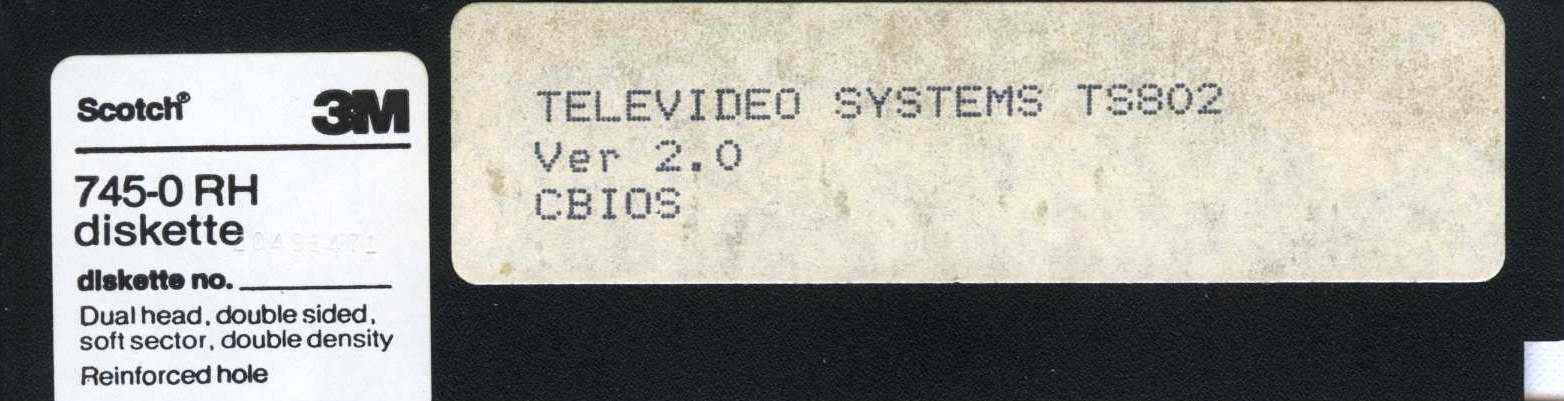 Scotch® 3M
745-0 RH
diskette
diskette no.
Dual head, double sided,
soft sector, double density
Reinforced hole
TELEVIDEO SYSTEMS TS802
Ver 2.0
CBIOS